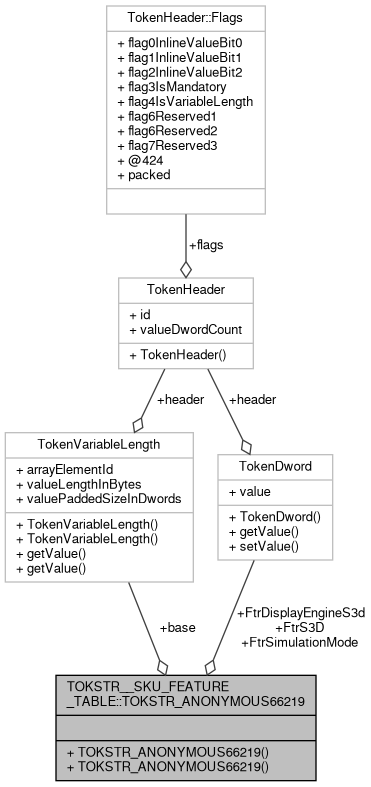 TokenHeader::Flags
+ flag0InlineValueBit0
+ flag1InlineValueBit1
+ flag2InlineValueBit2
+ flag3IsMandatory
+ flag4IsVariableLength
+ flag6Reserved1
+ flag6Reserved2
+ flag7Reserved3
+ @424
+ packed
+flags
TokenHeader
+ id
+ valueDwordCount
+ TokenHeader()
+header
+header
TokenVariableLength
+ arrayElementId
+ valueLengthInBytes
+ valuePaddedSizeInDwords
+ TokenVariableLength()
+ TokenVariableLength()
+ getValue()
+ getValue()
TokenDword
+ value
+ TokenDword()
+ getValue()
+ setValue()
+base
+FtrDisplayEngineS3d
+FtrS3D
+FtrSimulationMode
TOKSTR__SKU_FEATURE
_TABLE::TOKSTR_ANONYMOUS66219
+ TOKSTR_ANONYMOUS66219()
+ TOKSTR_ANONYMOUS66219()